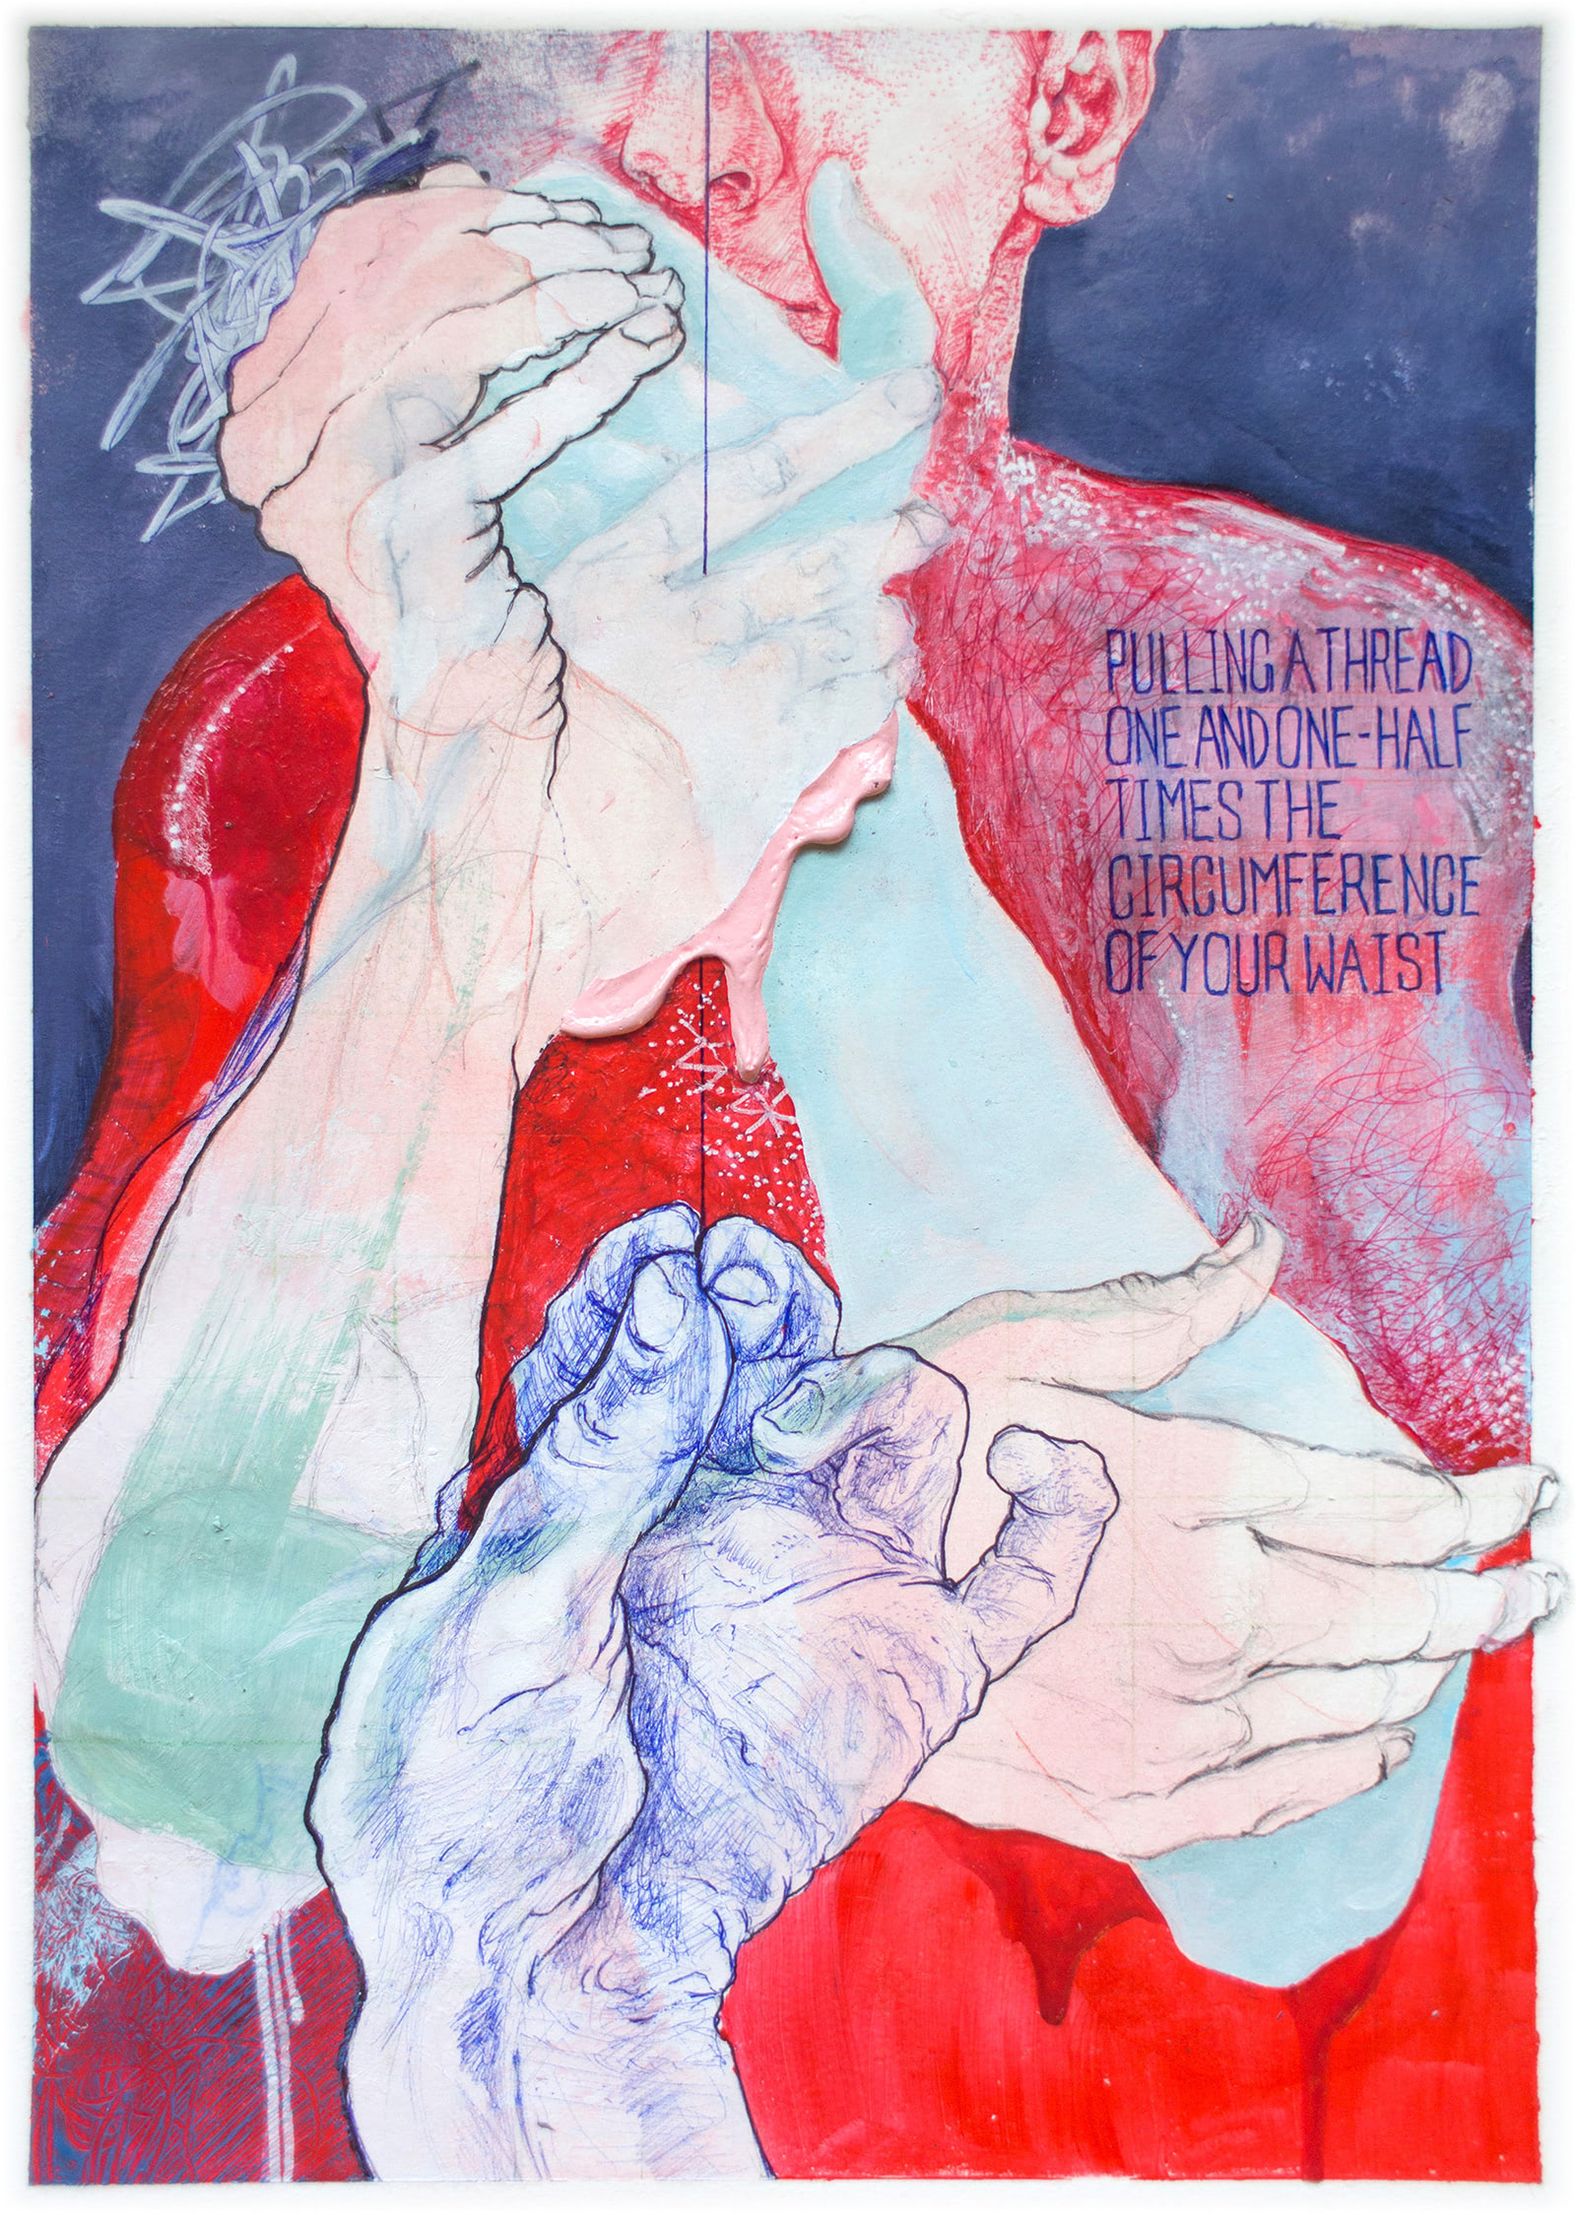 PULLING A THREAD
ONE AND ONE-HALF
TIMES THE
CIRCUMFERENCE
OF YOUR WAIST